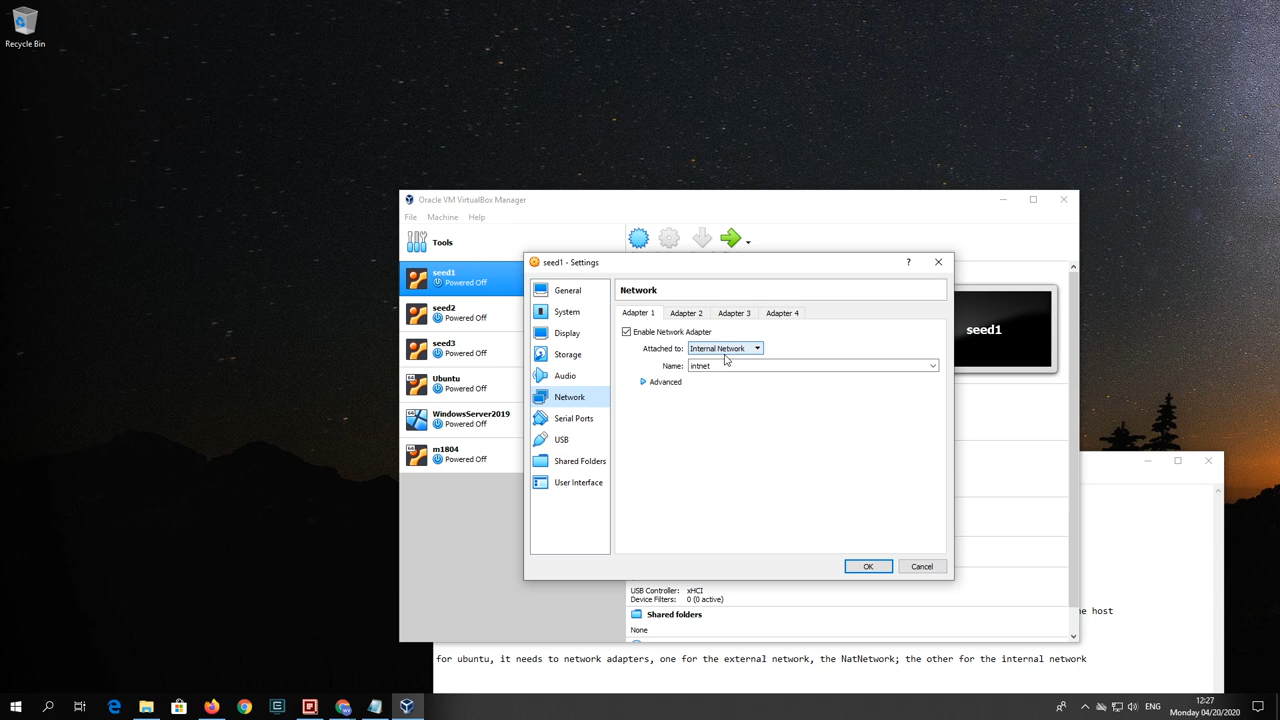 Recycle Bin
Oracle VM VirtualBox Manager
File Machine Help
Tools
seed1
Powered Off
seed2
Powered Off
seed3
Powered Off
64
Ubuntu
Powered Off
64
WindowsServer2019
Powered Off
64
m1804
Powered Off
seed1 - Settings
?
General
System
Display
Storage
Audio
Network
Serial Ports
USB
Shared Folders
User Interface
Network
Adapter 1 Adapter 2 Adapter 3 Adapter 4
Enable Network Adapter
Attached to: Internal Network
Name: intnet
Advanced
OK Cancel
seed1
USB Controller: xHCI
Device Filters: 0 (0 active)
Shared folders
None
host
for ubuntu, it needs to network adapters, one for the external network, the NatNetwork; the other for the internal network
ENG
12:27
Monday 04/20/2020